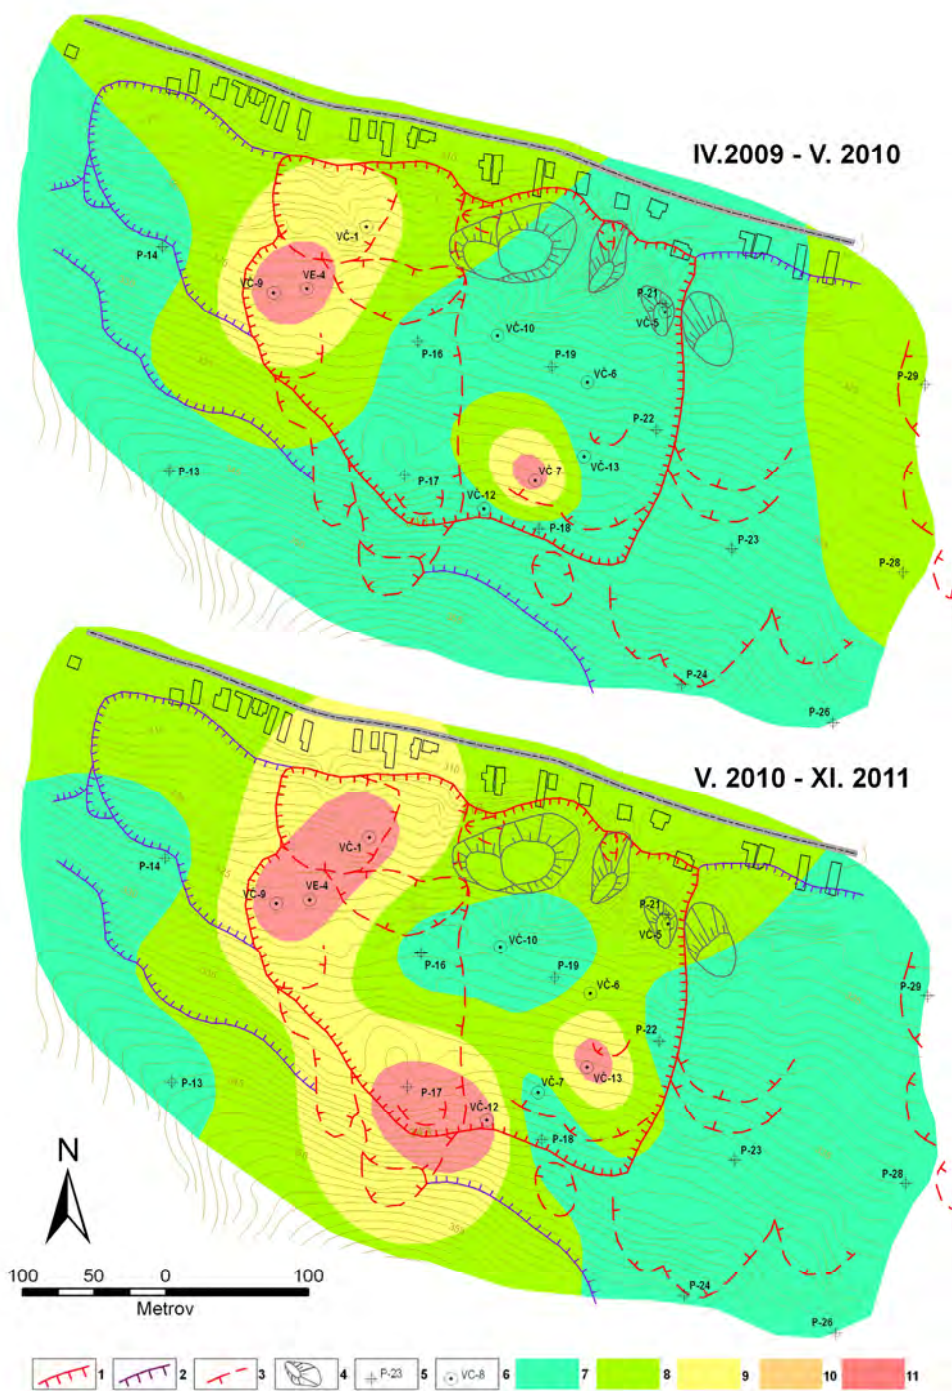 IV.2009 - V. 2010
310
VČ-1
P-14
VČ-9
VE-4
P-21
VČ-5
VČ-10
P-16
P-19
VČ-6
P-29
P-22
P-13
P-17
VČ-7
VČ-13
VČ-12
P-18
P-23
P-28
P-24
P-26
V. 2010 - XI. 2011
310
VČ-1
P-14
VČ-9
VE-4
P-21
VČ-5
VČ-10
P-16
P-19
VČ-6
P-29
P-22
P-13
P-17
VČ-7
VČ-13
VČ-12
P-18
P-23
P-28
N
P-24
P-26
100 50 0 100
Metrov
1 2 3 4 P-23 5 VC-8 6 7 8 9 10 11